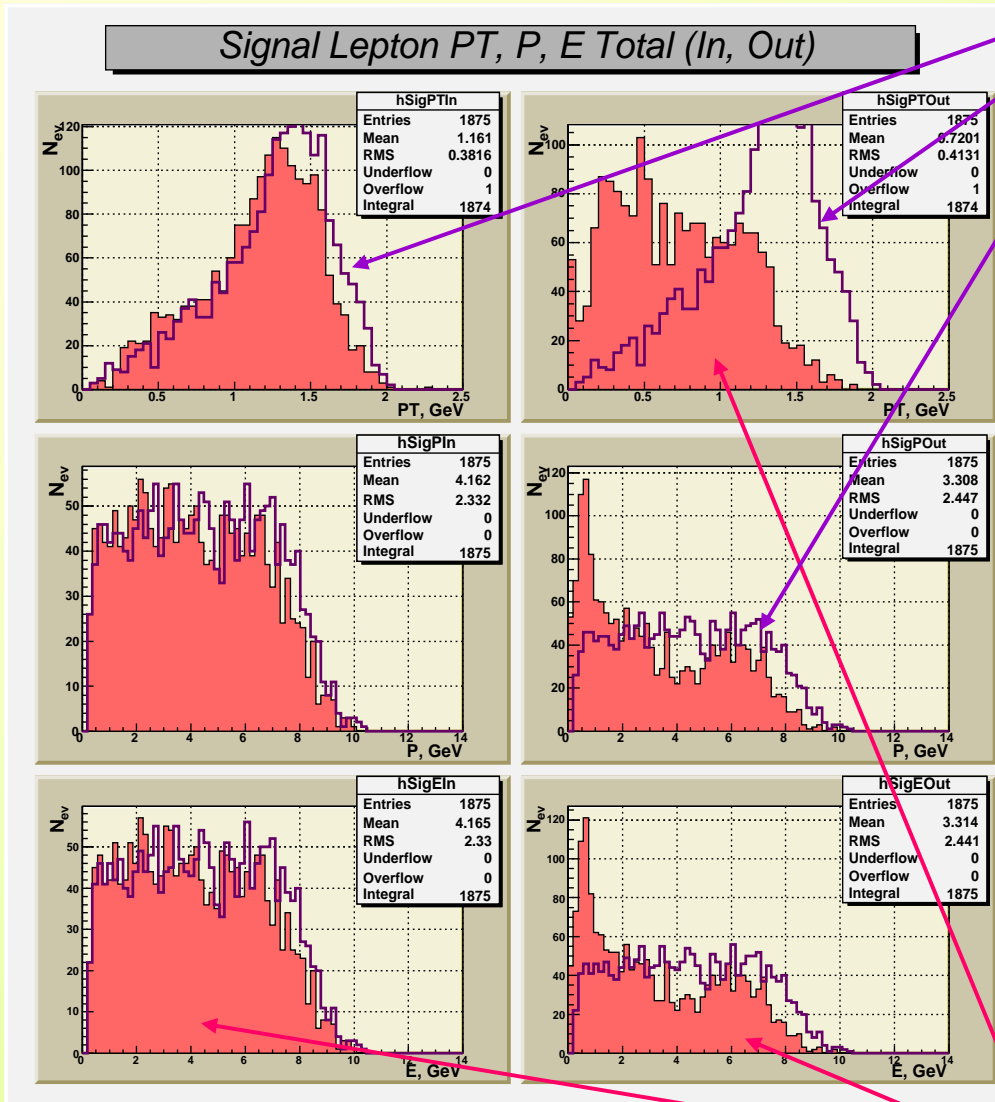 Signal Lepton PT, P, E Total (In, Out)
hSigPTIn
Entries 1875
Mean 1.161
RMS 0.3816
Underflow 0
Overflow 1
Integral 1874
N_ev
120
100
80
60
40
20
0
0 0.5 1 1.5 2 2.5
PT, GeV
hSigPTOut
Entries 1875
Mean 0.7201
RMS 0.4131
Underflow 0
Overflow 1
Integral 1874
N_ev
100
80
60
40
20
0
0 0.5 1 1.5 2 2.5
PT, GeV
hSigPIn
Entries 1875
Mean 4.162
RMS 2.332
Underflow 0
Overflow 0
Integral 1875
N_ev
50
40
30
20
10
0
0 2 4 6 8 10 12 14
P, GeV
hSigPOut
Entries 1875
Mean 3.308
RMS 2.447
Underflow 0
Overflow 0
Integral 1875
N_ev
120
100
80
60
40
20
0
0 2 4 6 8 10 12 14
P, GeV
hSigEIn
Entries 1875
Mean 4.165
RMS 2.33
Underflow 0
Overflow 0
Integral 1875
N_ev
50
40
30
20
10
0
0 2 4 6 8 10 12 14
E, GeV
hSigEOut
Entries 1875
Mean 3.314
RMS 2.441
Underflow 0
Overflow 0
Integral 1875
N_ev
120
100
80
60
40
20
0
0 2 4 6 8 10 12 14
E, GeV